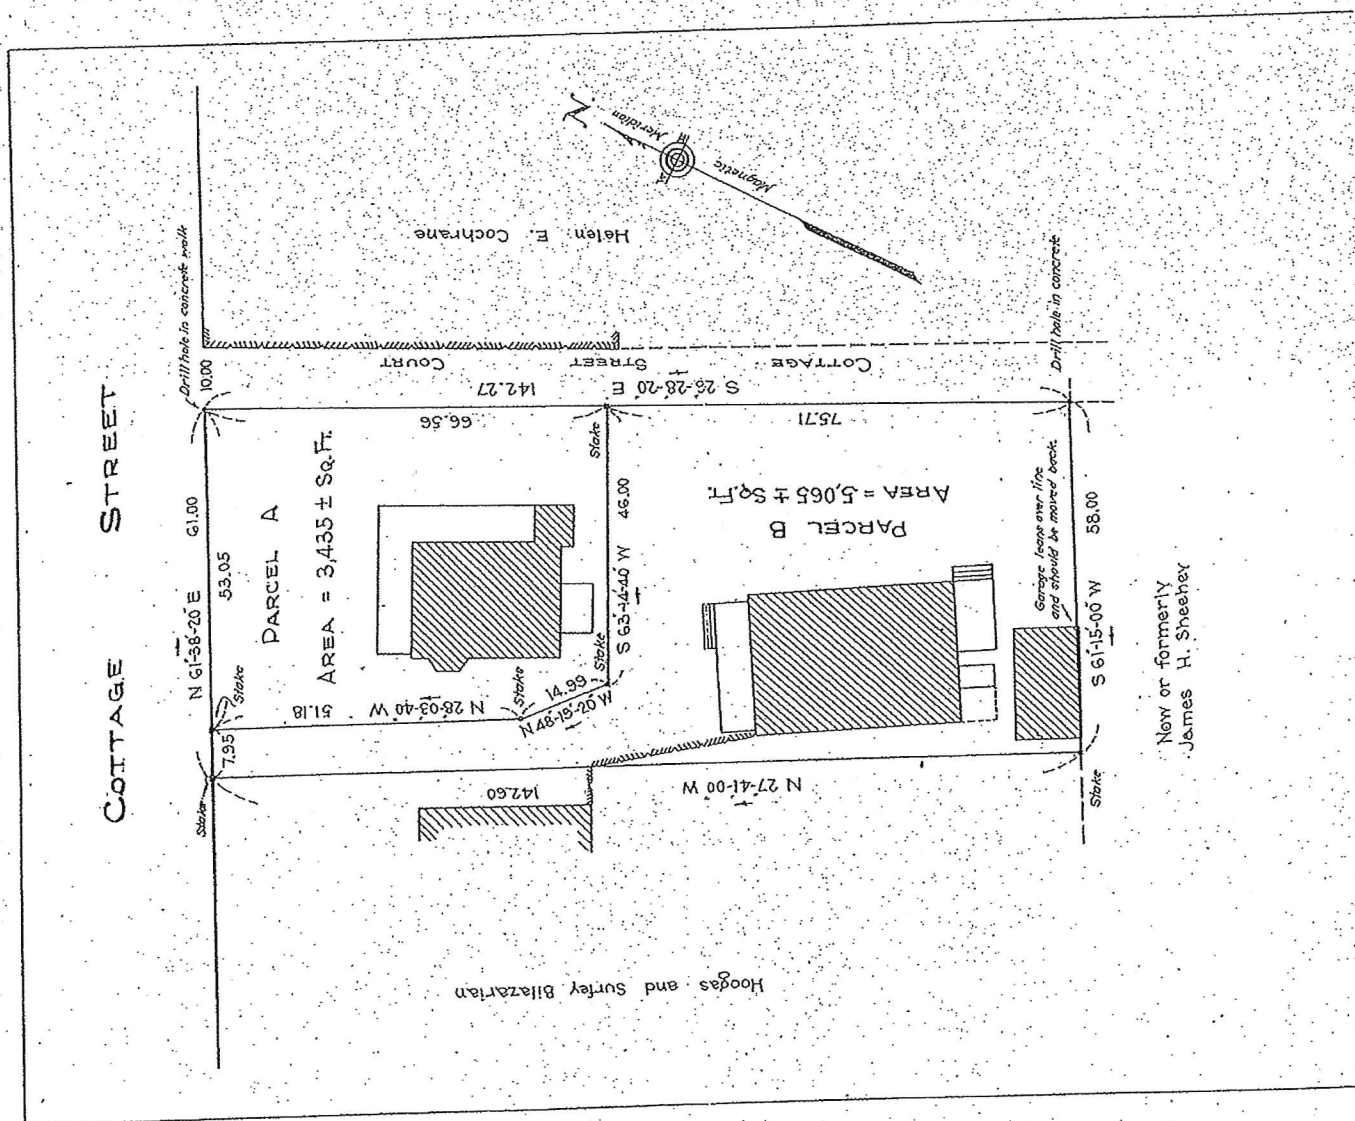 COTTAGE STREET
Drill hole in concrete walk
10.00
N 61°-38'-20" E 61.00
53.05
7.95
Stake
Stake
PARCEL A
AREA = 3,435 ± SQ. FT.
N 28°-03'-40" W 51.18
Stake
14.99
N 48°-19'-20" W
Stake
S 63°-14'-40" W 46.00
Stake
66.56
142.27
S 28°-28'-20" E
75.71
COTTAGE STREET COURT
Helen E. Cochrane
Magnetic Meridian
N
E
PARCEL B
AREA = 5,065 ± SQ. FT.
Garage leans over line
and should be moved back.
Drill hole in concrete
S 61°-15'-00" W 58.00
Stake
N 27°-41'-00" W
142.60
Now or formerly
James H. Sheehey
Hoogas and Surfey Bilazarian